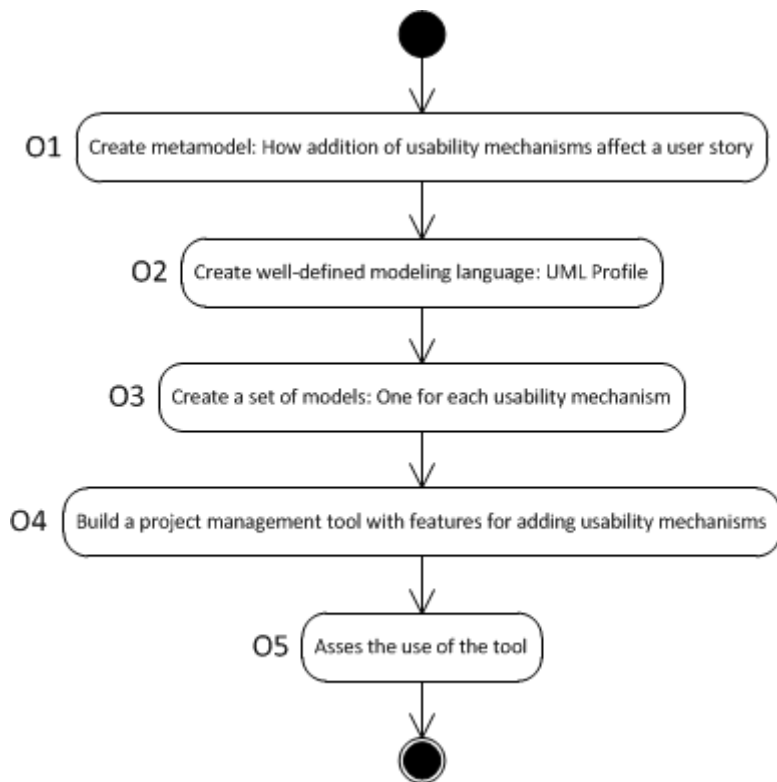 O1 Create metamodel: How addition of usability mechanisms affect a user story
O2 Create well-defined modeling language: UML Profile
O3 Create a set of models: One for each usability mechanism
O4 Build a project management tool with features for adding usability mechanisms
O5 Asses the use of the tool